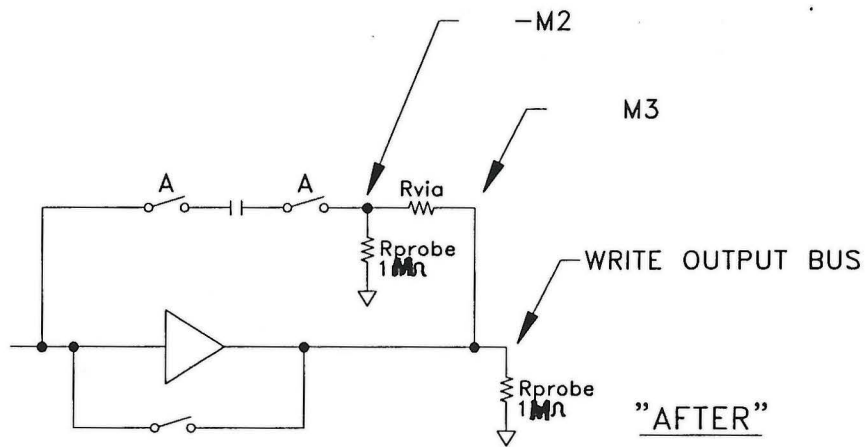 -M2
M3
A
A
Rvia
Rprobe
1MΩ
WRITE OUTPUT BUS
Rprobe
1MΩ
"AFTER"